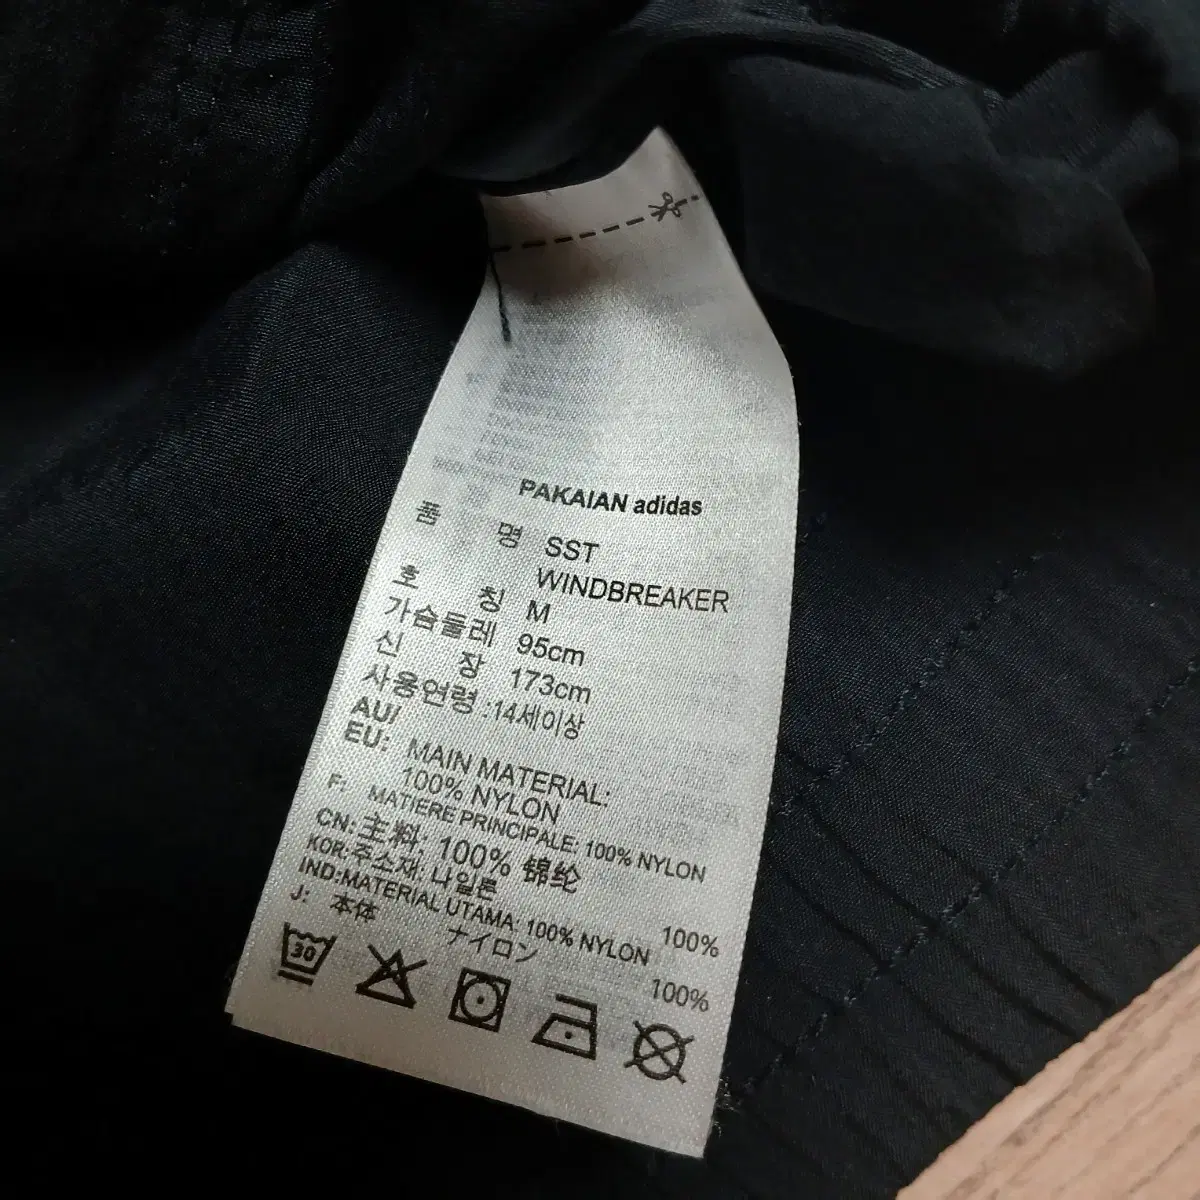 PAKAIAN adidas
품 명 SST
WINDBREAKER
호 칭 M
가슴둘레 95cm
신 장 173cm
사용연령 :14세이상
AU/
EU: MAIN MATERIAL:
100% NYLON
F: MATIERE PRINCIPALE: 100% NYLON
CN: 主料: 100% 锦纶
KOR: 주소재: 나일론 100%
IND:MATERIAL UTAMA: 100% NYLON
J: 本体 ナイロン 100%
30